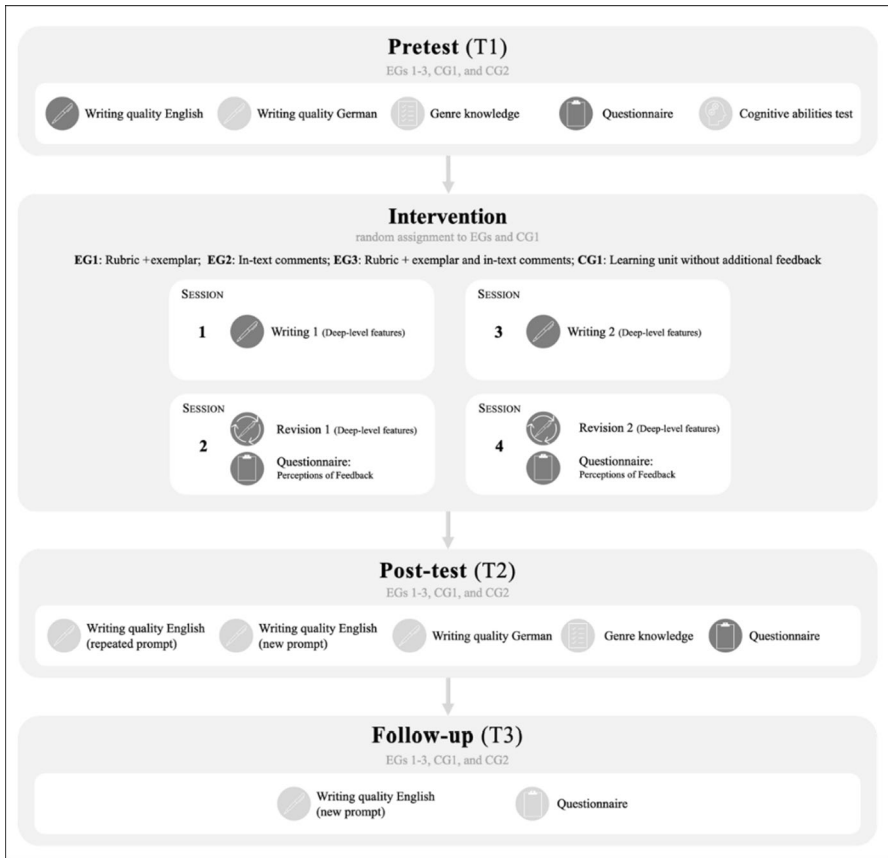 Pretest (T1)
EGs 1-3, CG1, and CG2
Writing quality English
Writing quality German
Genre knowledge
Questionnaire
Cognitive abilities test
Intervention
random assignment to EGs and CG1
EG1: Rubric +exemplar; EG2: In-text comments; EG3: Rubric + exemplar and in-text comments; CG1: Learning unit without additional feedback
SESSION
1
Writing 1 (Deep-level features)
SESSION
3
Writing 2 (Deep-level features)
SESSION
2
Revision 1 (Deep-level features)
Questionnaire:
Perceptions of Feedback
SESSION
4
Revision 2 (Deep-level features)
Questionnaire:
Perceptions of Feedback
Post-test (T2)
EGs 1-3, CG1, and CG2
Writing quality English
(repeated prompt)
Writing quality English
(new prompt)
Writing quality German
Genre knowledge
Questionnaire
Follow-up (T3)
EGs 1-3, CG1, and CG2
Writing quality English
(new prompt)
Questionnaire